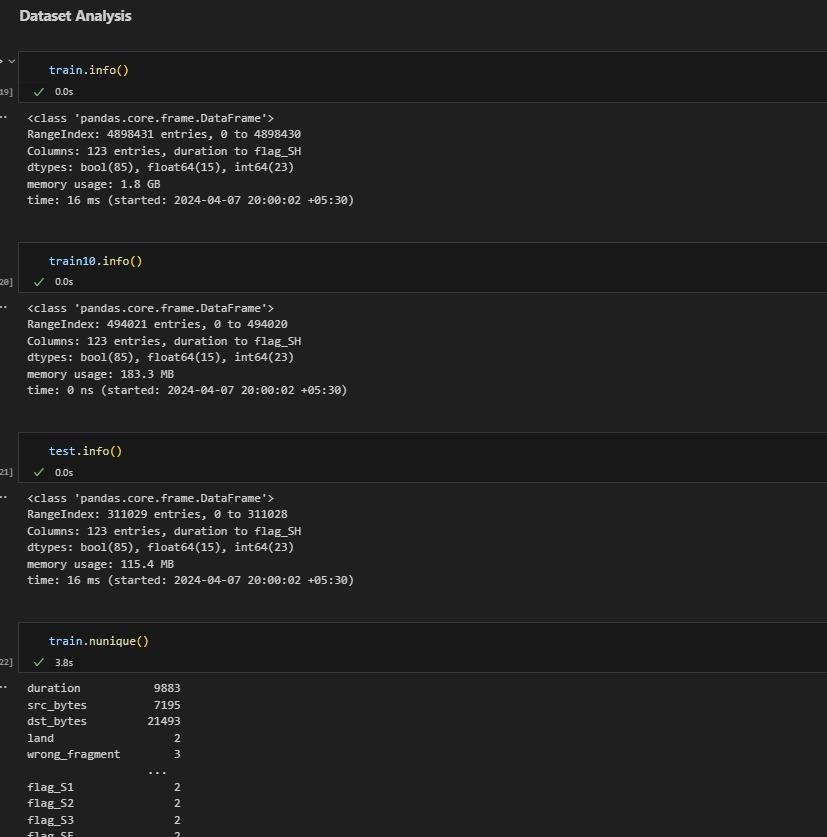 Dataset Analysis
train.info()
19]
0.0s
<class 'pandas.core.frame.DataFrame'>
RangeIndex: 4898431 entries, 0 to 4898430
Columns: 123 entries, duration to flag_SH
dtypes: bool(85), float64(15), int64(23)
memory usage: 1.8 GB
time: 16 ms (started: 2024-04-07 20:00:02 +05:30)
train10.info()
20]
0.0s
<class 'pandas.core.frame.DataFrame'>
RangeIndex: 494021 entries, 0 to 494020
Columns: 123 entries, duration to flag_SH
dtypes: bool(85), float64(15), int64(23)
memory usage: 183.3 MB
time: 0 ns (started: 2024-04-07 20:00:02 +05:30)
test.info()
21]
0.0s
<class 'pandas.core.frame.DataFrame'>
RangeIndex: 311029 entries, 0 to 311028
Columns: 123 entries, duration to flag_SH
dtypes: bool(85), float64(15), int64(23)
memory usage: 115.4 MB
time: 16 ms (started: 2024-04-07 20:00:02 +05:30)
train.nunique()
22]
3.8s
duration 9883
src_bytes 7195
dst_bytes 21493
land 2
wrong_fragment 3
...
flag_S1 2
flag_S2 2
flag_S3 2
flag_SF 2